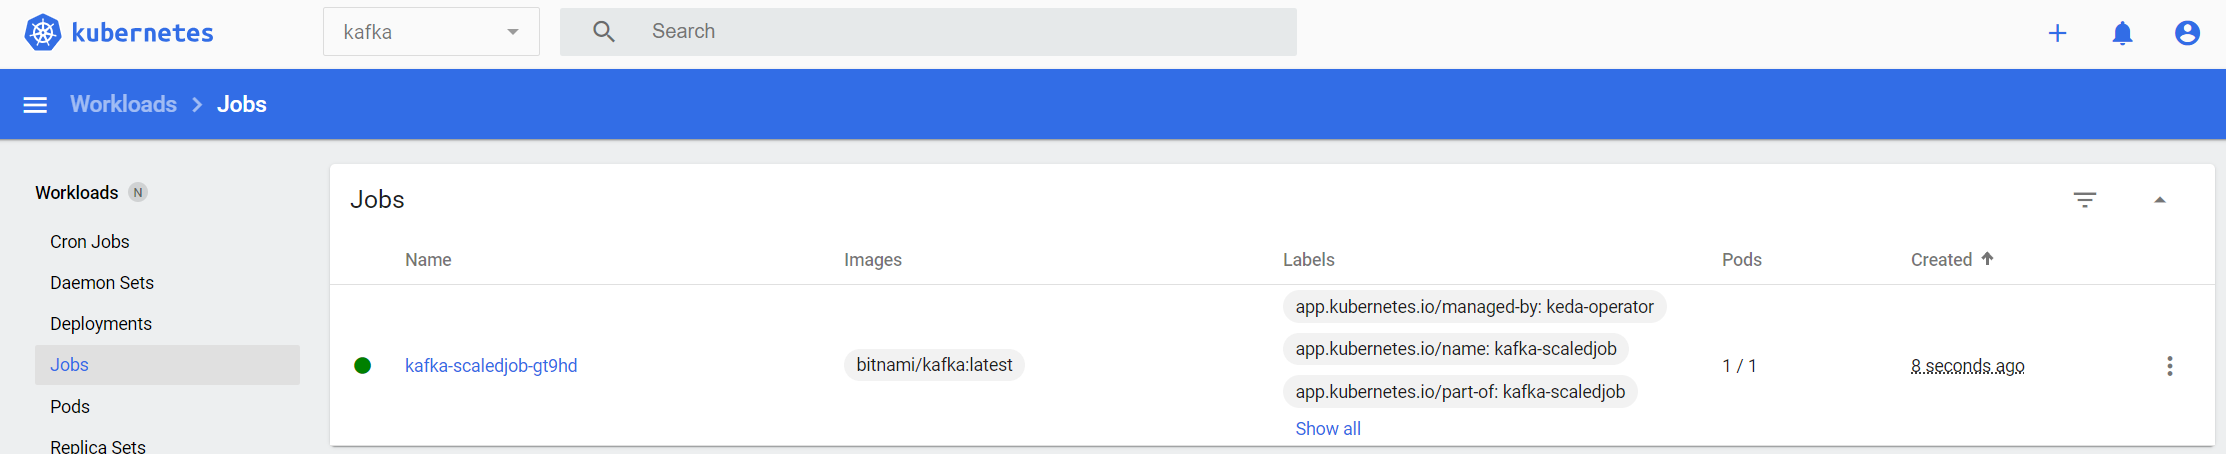 kubernetes
kafka
Search
Workloads > Jobs
Workloads N
Cron Jobs
Daemon Sets
Deployments
Jobs
Pods
Replica Sets
Jobs
Name Images Labels Pods Created
kafka-scaledjob-gt9hd bitnami/kafka:latest app.kubernetes.io/managed-by: keda-operator 1 / 1 8 seconds ago
app.kubernetes.io/name: kafka-scaledjob
app.kubernetes.io/part-of: kafka-scaledjob
Show all